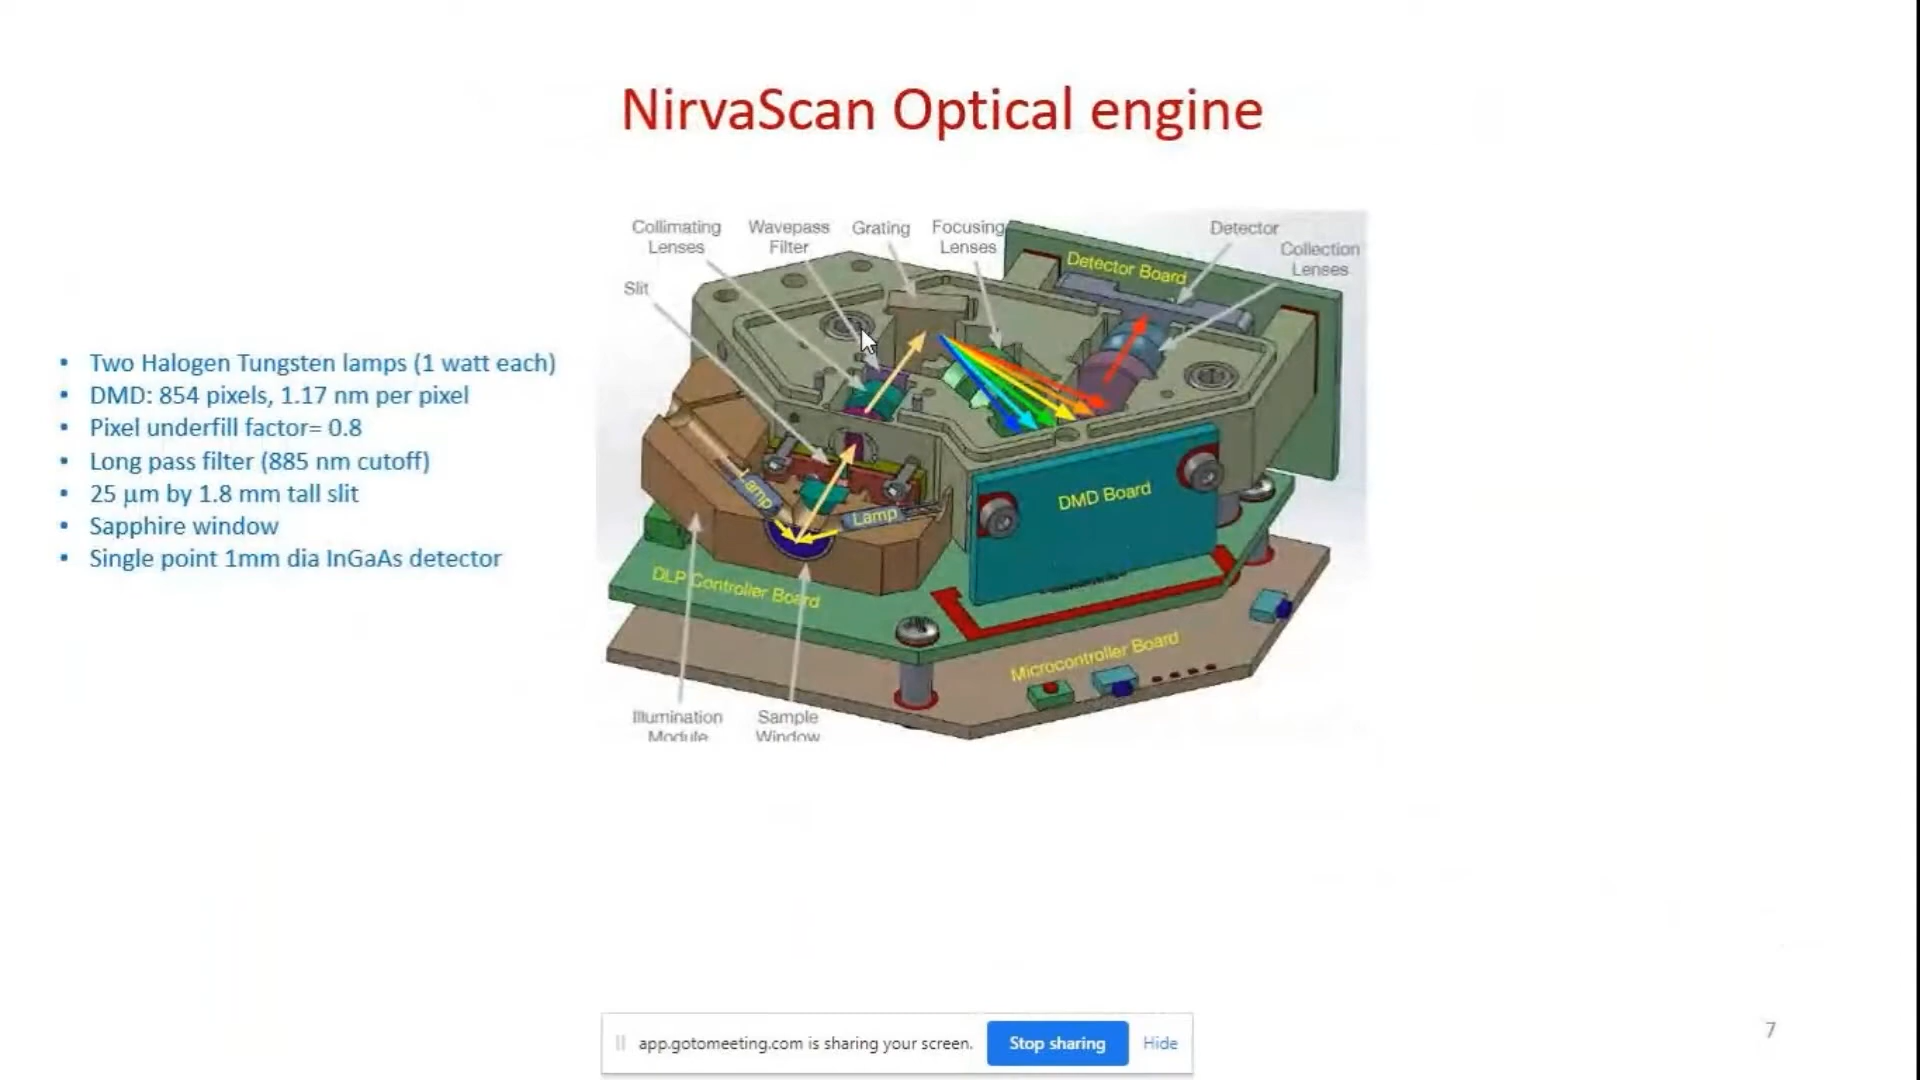 NirvaScan Optical engine
• Two Halogen Tungsten lamps (1 watt each)
• DMD: 854 pixels, 1.17 nm per pixel
• Pixel underfill factor= 0.8
• Long pass filter (885 nm cutoff)
• 25 µm by 1.8 mm tall slit
• Sapphire window
• Single point 1mm dia InGaAs detector
Collimating
Lenses
Wavepass
Filter
Grating
Focusing
Lenses
Detector
Collection
Lenses
Slit
Detector Board
Lamp
Lamp
DMD Board
DLP Controller Board
Microcontroller Board
Illumination
Module
Sample
Window
app.gotomeeting.com is sharing your screen.
Stop sharing
Hide
7